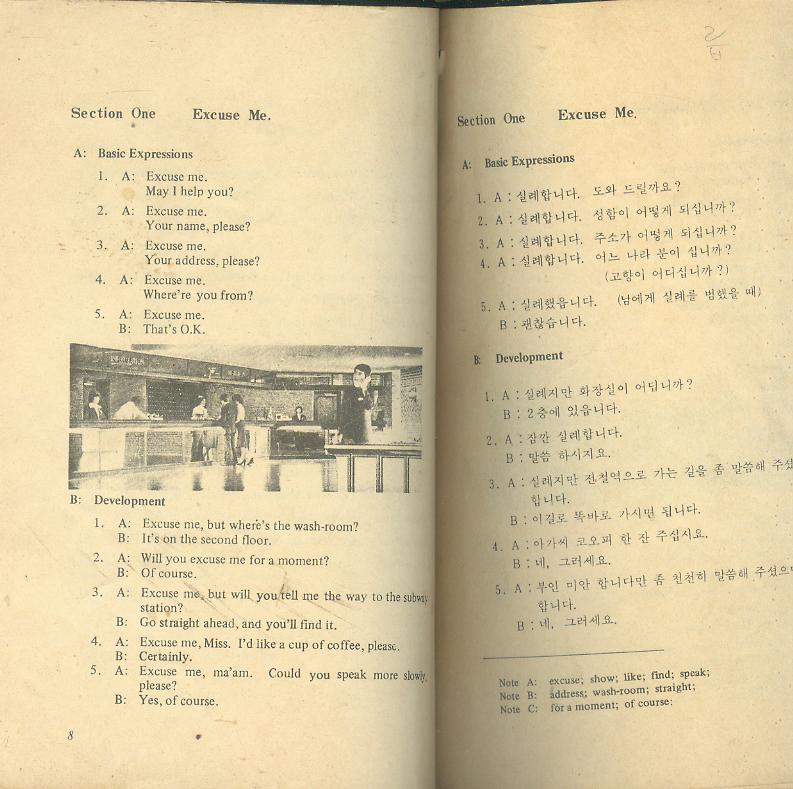 Section One Excuse Me.
A: Basic Expressions
1. A: Excuse me.
May I help you?
2. A: Excuse me.
Your name, please?
3. A: Excuse me.
Your address, please?
4. A: Excuse me.
Where're you from?
5. A: Excuse me.
B: That's O.K.
B: Development
1. A: Excuse me, but where's the wash-room?
B: It's on the second floor.
2. A: Will you excuse me for a moment?
B: Of course.
3. A: Excuse me, but will you tell me the way to the subway
station?
B: Go straight ahead, and you'll find it.
4. A: Excuse me, Miss. I'd like a cup of coffee, please.
B: Certainly.
5. A: Excuse me, ma'am. Could you speak more slowly,
please?
B: Yes, of course.
8
Section One Excuse Me.
A: Basic Expressions
1. A : 실례합니다. 도와 드릴까요?
2. A : 실례합니다. 성함이 어떻게 되십니까?
3. A : 실례합니다. 주소가 어떻게 되십니까?
4. A : 실례합니다. 어느 나라 분이 십니까?
(고향이 어디십니까?)
5. A : 실례했읍니다. (남에게 실례를 범했을 때)
B : 괜찮습니다.
B: Development
1. A : 실례지만 화장실이 어딥니까?
B : 2층에 있읍니다.
2. A : 잠깐 실례합니다.
B : 말씀 하시지요.
3. A : 실례지만 전철역으로 가는 길을 좀 말씀해 주셨
합니다.
B : 이길로 똑바로 가시면 됩니다.
4. A : 아가씨 코오피 한 잔 주십시요.
B : 네, 그러세요.
5. A : 부인 미안 합니다만 좀 천천히 말씀해 주셨으면
합니다.
B : 네, 그러세요.
Note A: excuse; show; like; find; speak;
Note B: address; wash-room; straight;
Note C: for a moment; of course: